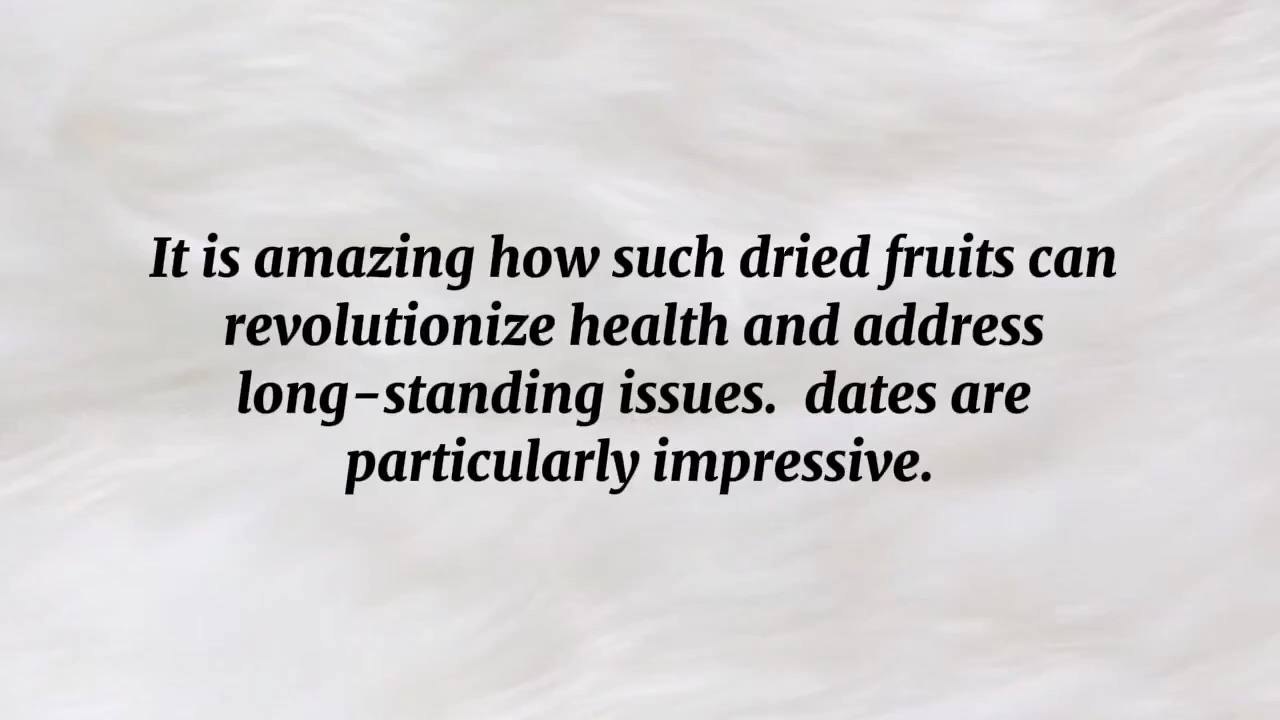 It is amazing how such dried fruits can
revolutionize health and address
long-standing issues.  dates are
particularly impressive.